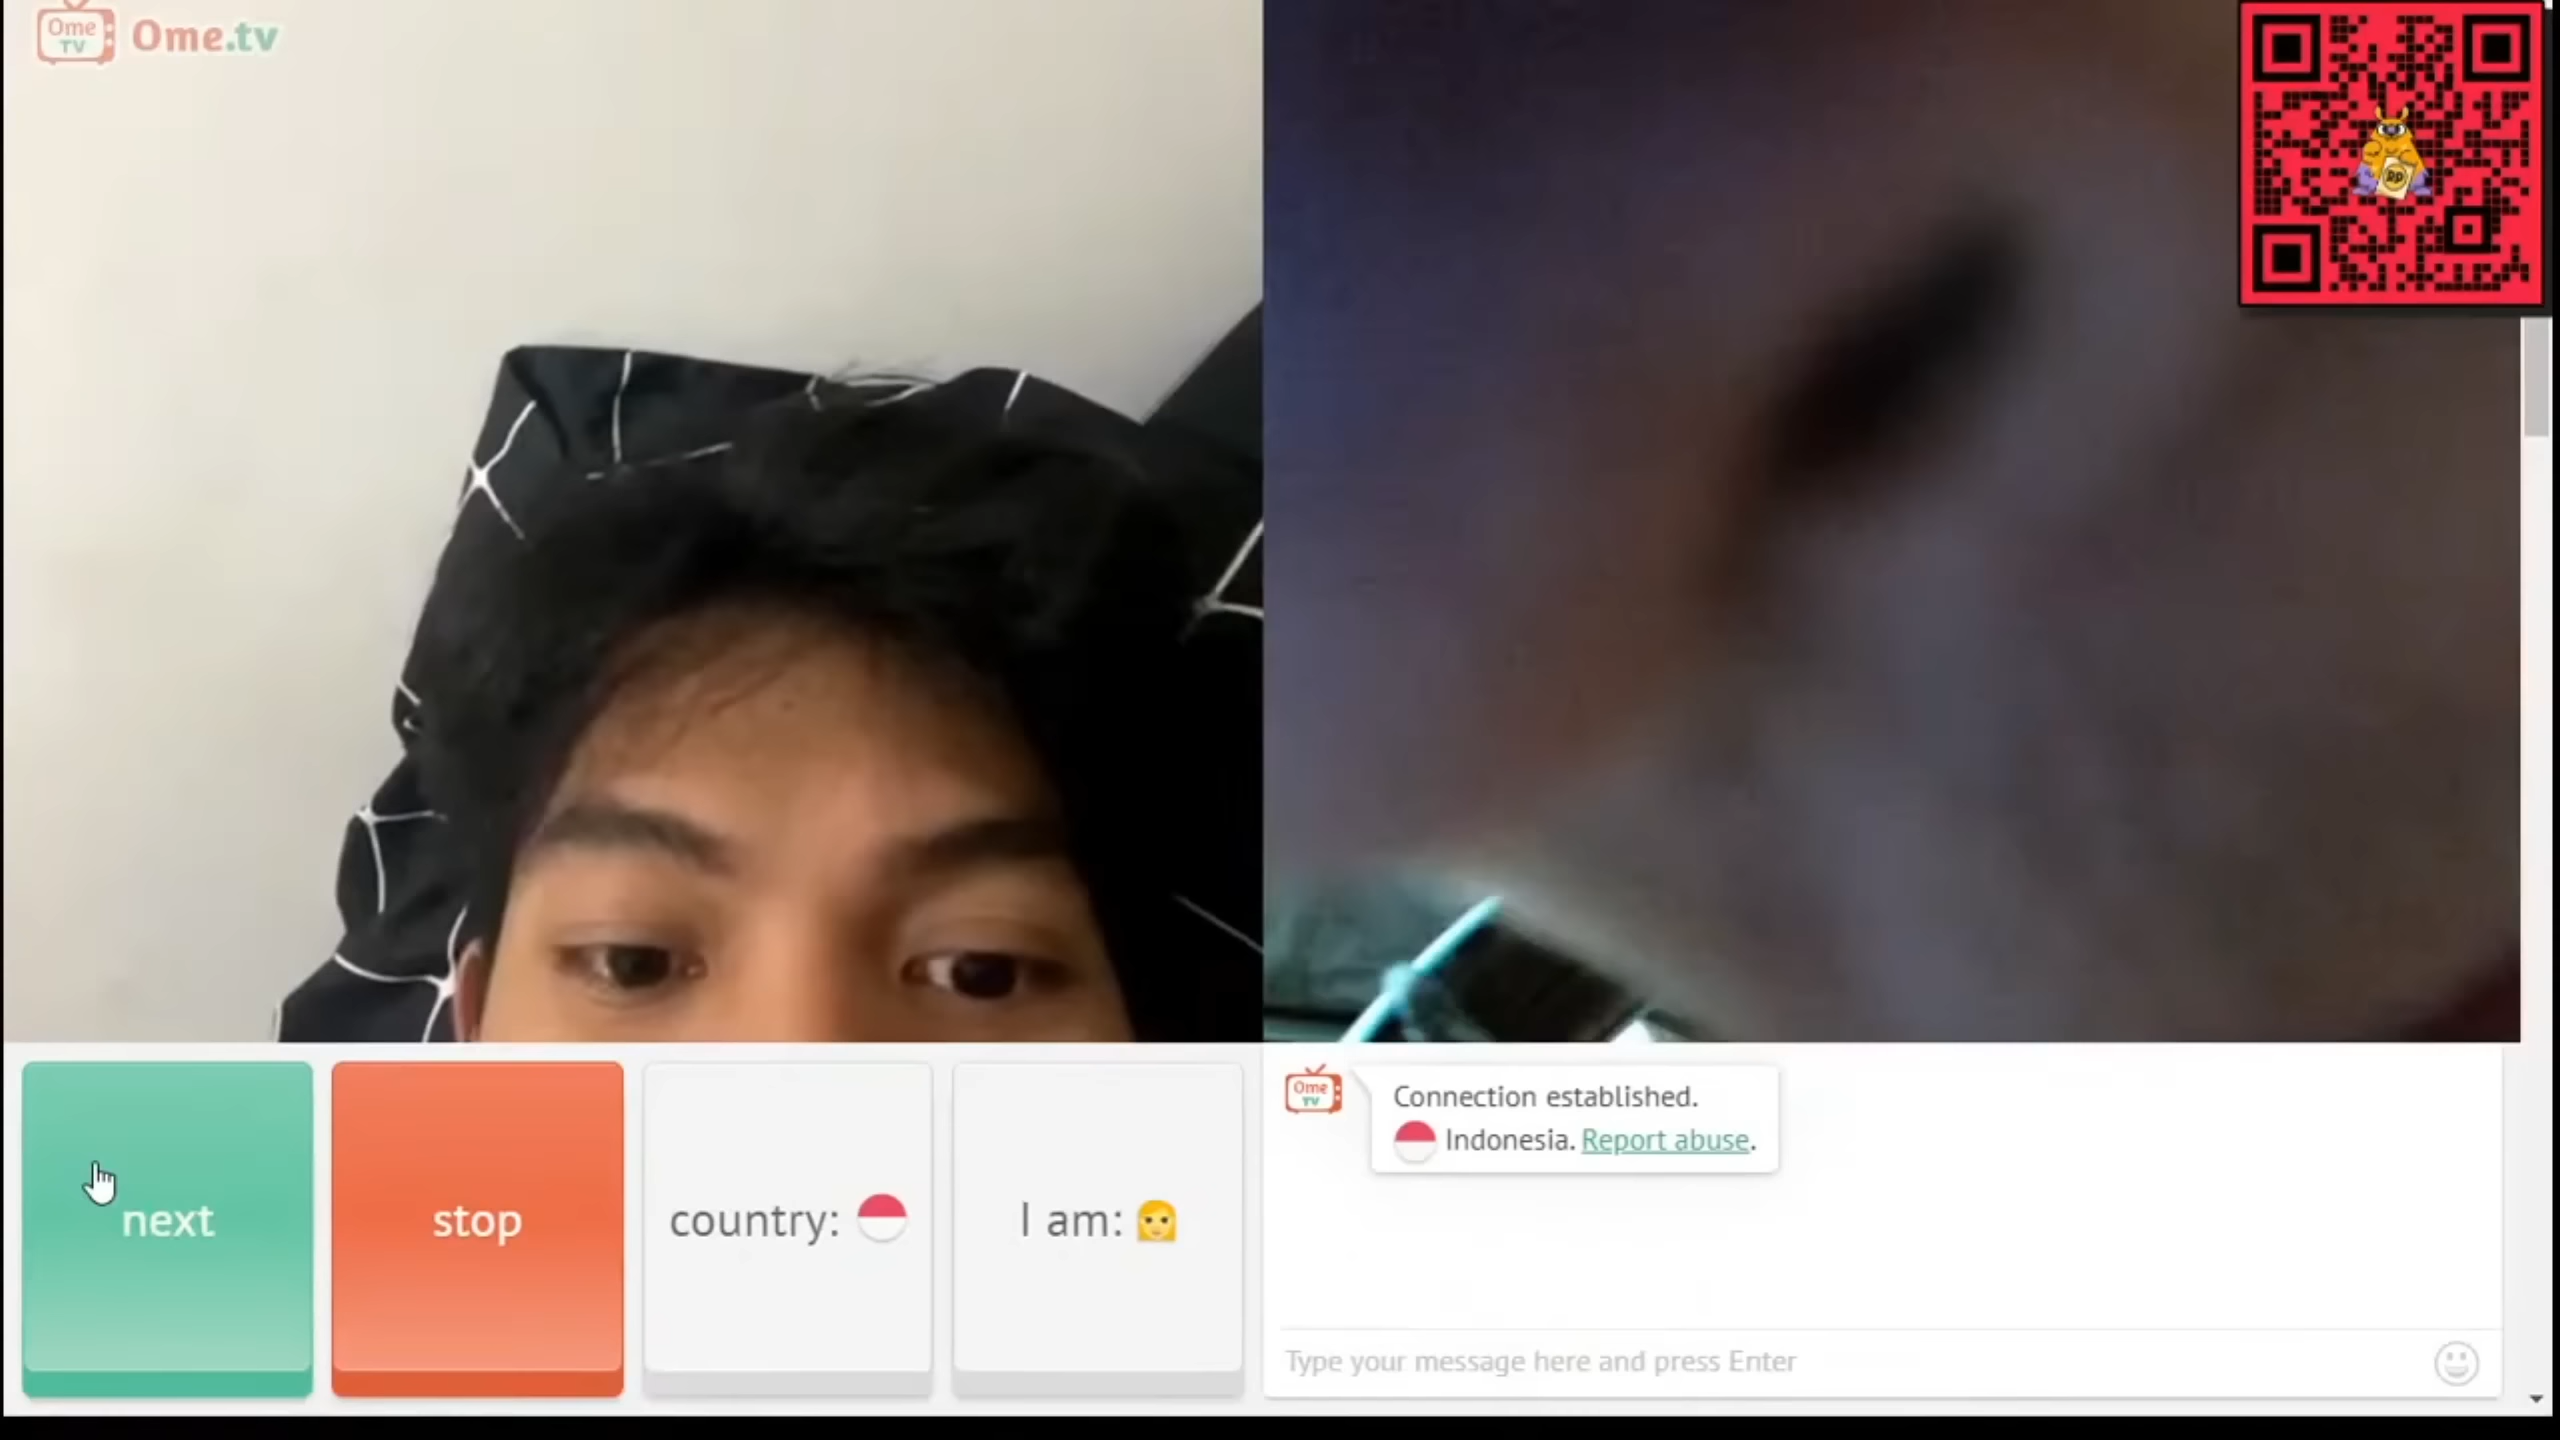 Ome
TV
Ome.tv
RP
Ome
TV
Connection established.
Indonesia. Report abuse.
next
stop
country:
I am:
Type your message here and press Enter